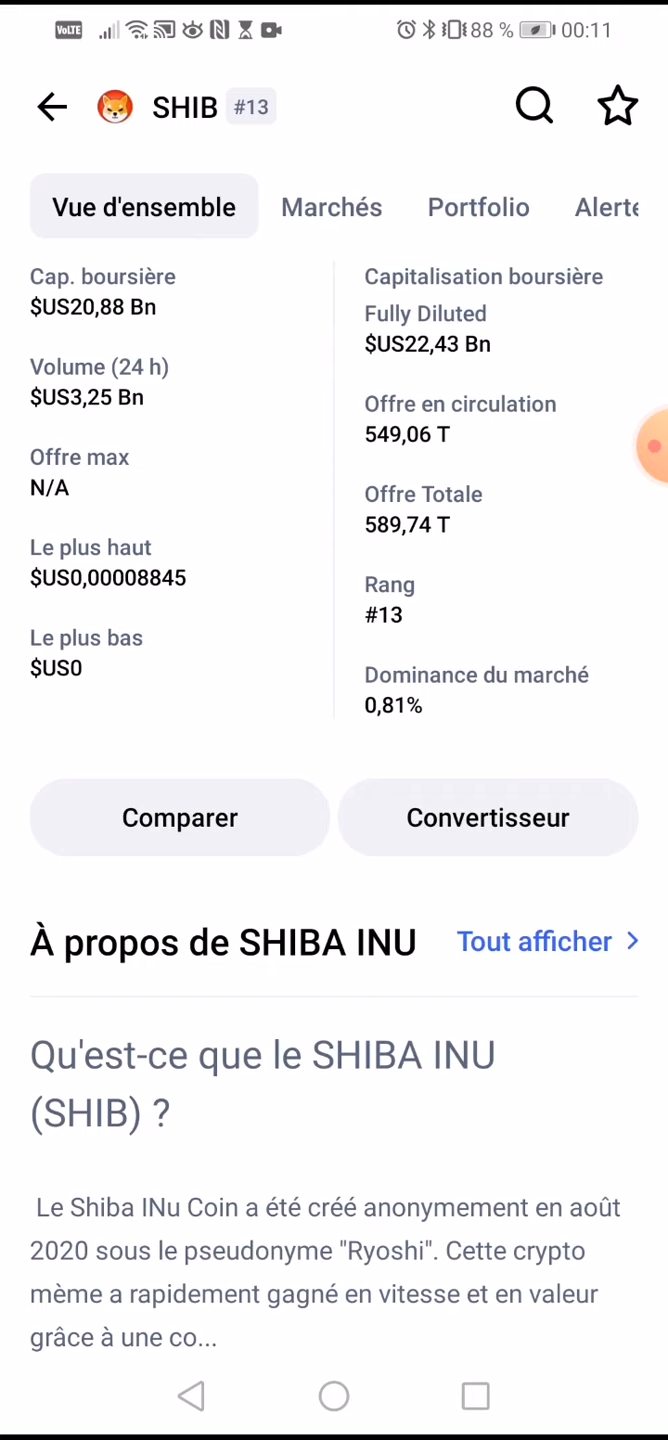 VoLTE 88 % 00:11
SHIB #13
Vue d'ensemble Marchés Portfolio Alerte
Cap. boursière
$US20,88 Bn
Volume (24 h)
$US3,25 Bn
Offre max
N/A
Le plus haut
$US0,00008845
Le plus bas
$US0
Capitalisation boursière
Fully Diluted
$US22,43 Bn
Offre en circulation
549,06 T
Offre Totale
589,74 T
Rang
#13
Dominance du marché
0,81%
Comparer Convertisseur
À propos de SHIBA INU Tout afficher
Qu'est-ce que le SHIBA INU
(SHIB) ?
Le Shiba INu Coin a été créé anonymement en août
2020 sous le pseudonyme "Ryoshi". Cette crypto
mème a rapidement gagné en vitesse et en valeur
grâce à une co...